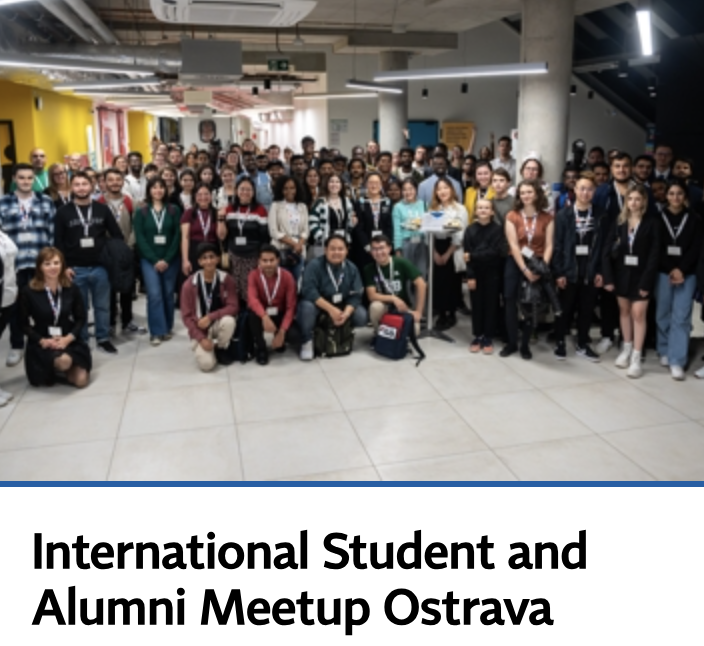 International Student and
Alumni Meetup Ostrava